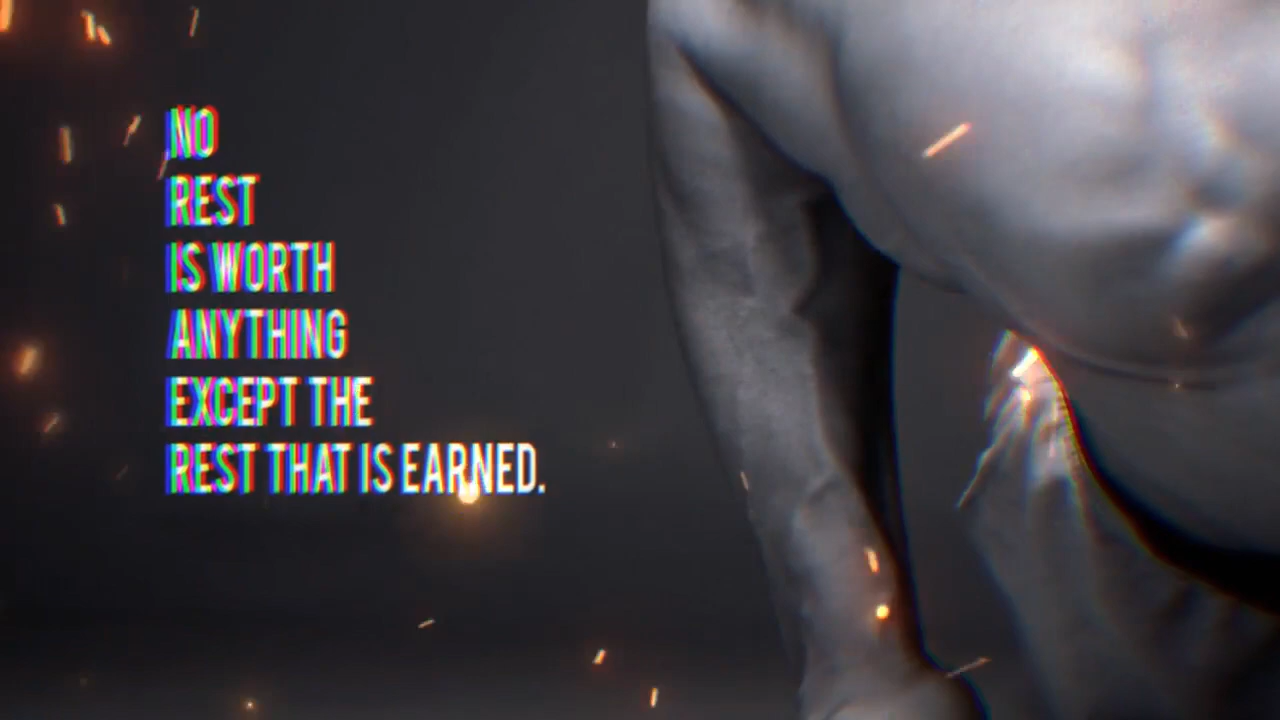 NO
REST
IS WORTH
ANYTHING
EXCEPT THE
REST THAT IS EARNED.